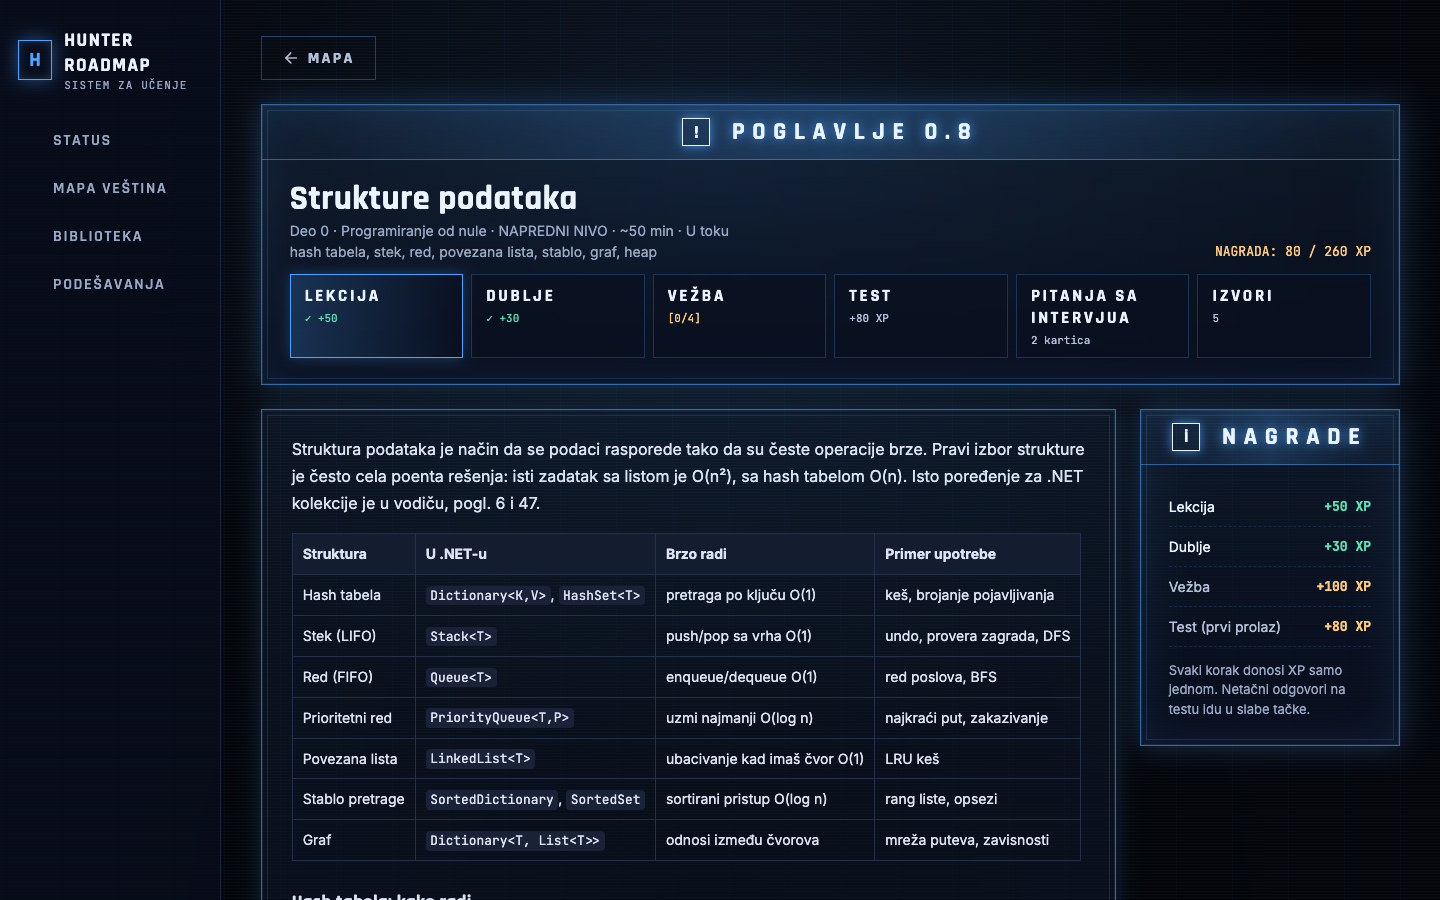 H
HUNTER
ROADMAP
SISTEM ZA UČENJE
STATUS
MAPA VEŠTINA
BIBLIOTEKA
PODEŠAVANJA
← MAPA
! POGLAVLJE 0.8
Strukture podataka
Deo 0 · Programiranje od nule · NAPREDNI NIVO · ~50 min · U toku
hash tabela, stek, red, povezana lista, stablo, graf, heap
NAGRADA: 80 / 260 XP
LEKCIJA
✓ +50
DUBLJE
✓ +30
VEŽBA
[0/4]
TEST
+80 XP
PITANJA SA
INTERVJUA
2 kartica
IZVORI
5
Struktura podataka je način da se podaci rasporede tako da su česte operacije brze. Pravi izbor strukture
je često cela poenta rešenja: isti zadatak sa listom je O(n²), sa hash tabelom O(n). Isto poređenje za .NET
kolekcije je u vodiču, pogl. 6 i 47.
Struktura U .NET-u Brzo radi Primer upotrebe
Hash tabela Dictionary<K,V>, HashSet<T> pretraga po ključu O(1) keš, brojanje pojavljivanja
Stek (LIFO) Stack<T> push/pop sa vrha O(1) undo, provera zagrada, DFS
Red (FIFO) Queue<T> enqueue/dequeue O(1) red poslova, BFS
Prioritetni red PriorityQueue<T,P> uzmi najmanji O(log n) najkraći put, zakazivanje
Povezana lista LinkedList<T> ubacivanje kad imaš čvor O(1) LRU keš
Stablo pretrage SortedDictionary, SortedSet sortirani pristup O(log n) rang liste, opsezi
Graf Dictionary<T, List<T>> odnosi između čvorova mreža puteva, zavisnosti
Hash tabela: kako radi
I NAGRADE
Lekcija +50 XP
Dublje +30 XP
Vežba +100 XP
Test (prvi prolaz) +80 XP
Svaki korak donosi XP samo
jednom. Netačni odgovori na
testu idu u slabe tačke.